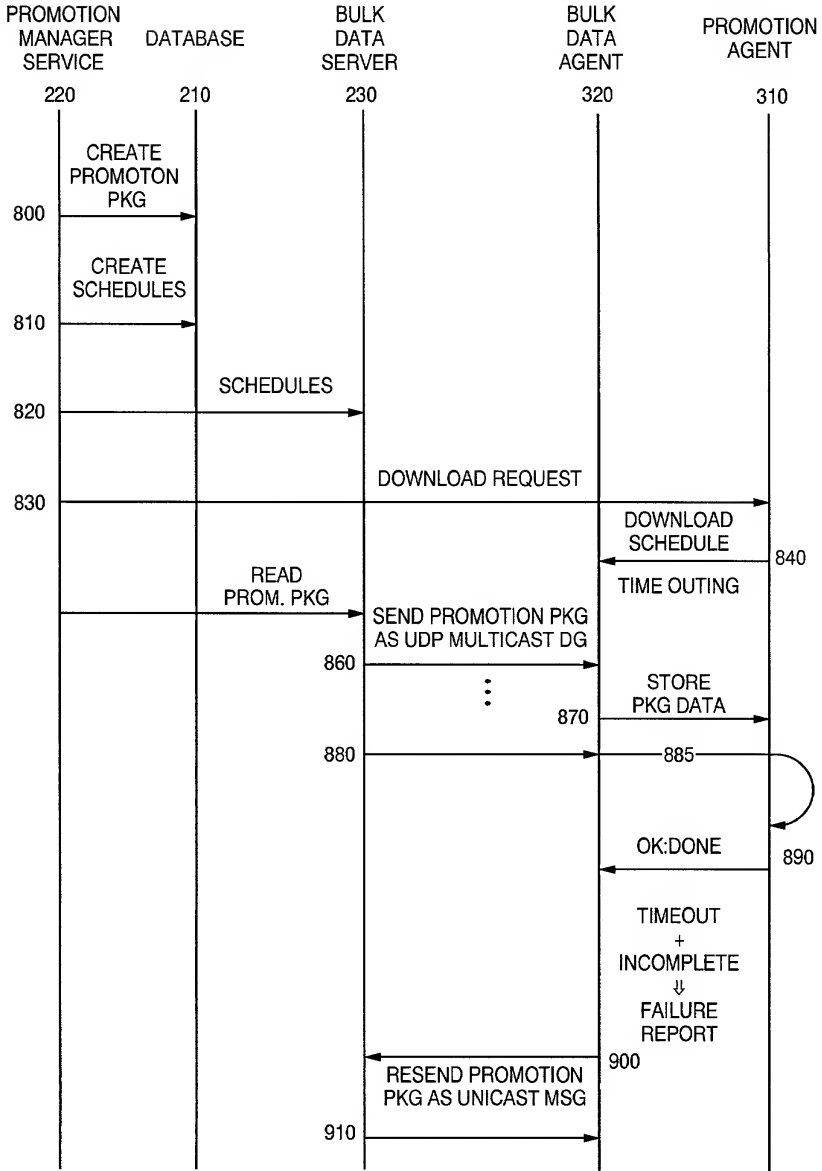 PROMOTION
MANAGER
SERVICE
DATABASE
BULK
DATA
SERVER
BULK
DATA
AGENT
PROMOTION
AGENT
220
210
230
320
310
CREATE
PROMOTON
PKG
800
CREATE
SCHEDULES
810
SCHEDULES
820
DOWNLOAD REQUEST
830
DOWNLOAD
SCHEDULE
840
TIME OUTING
READ
PROM. PKG
SEND PROMOTION PKG
AS UDP MULTICAST DG
860
STORE
PKG DATA
870
880
885
OK:DONE
890
TIMEOUT
+
INCOMPLETE
⇓
FAILURE
REPORT
900
RESEND PROMOTION
PKG AS UNICAST MSG
910